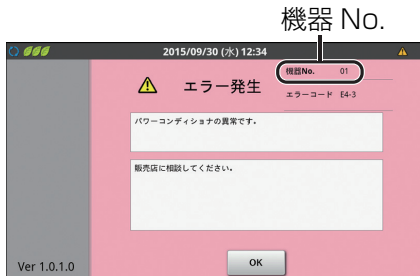 機器 No.
2015/09/30 (水) 12:34
機器No. 01
エラー発生
エラーコード E4-3
パワーコンディショナの異常です。
販売店に相談してください。
Ver 1.0.1.0
OK